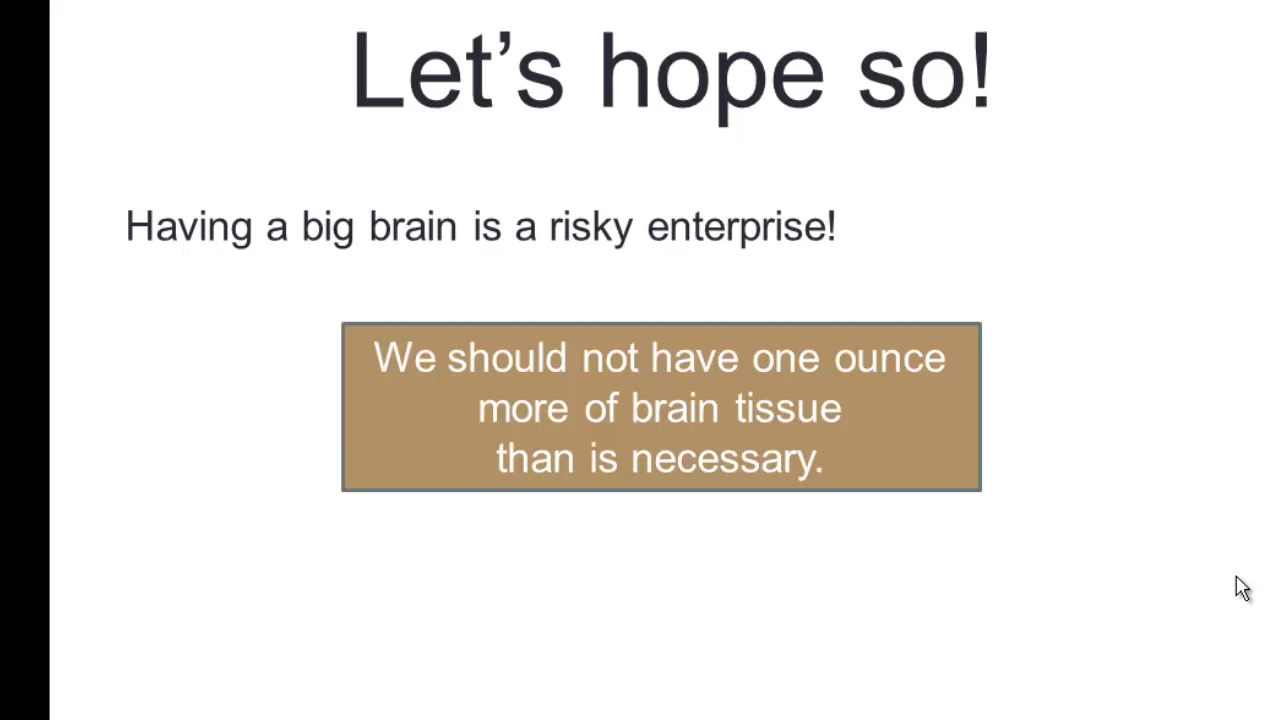 Let’s hope so!
Having a big brain is a risky enterprise!
We should not have one ounce
more of brain tissue
than is necessary.